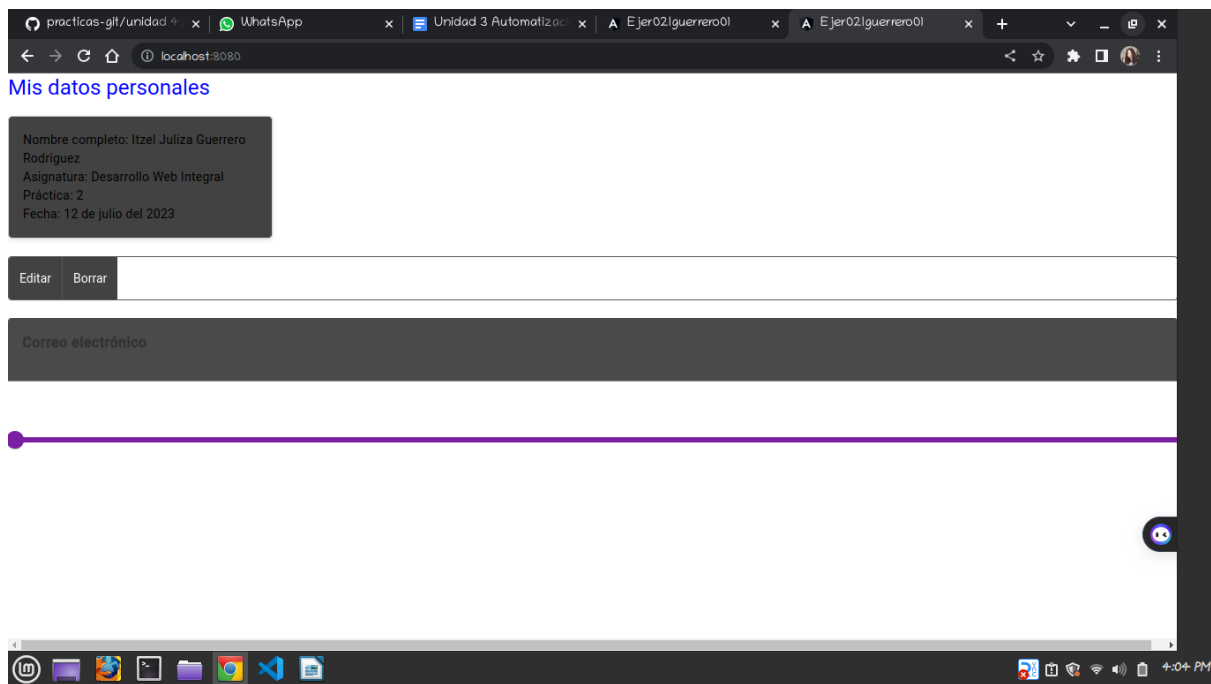 practicas-git/unidad 4
WhatsApp
Unidad 3 Automatizac
Ejer02lguerrero01
Ejer02lguerrero01
localhost:8080
Mis datos personales
Nombre completo: Itzel Juliza Guerrero
Rodriguez
Asignatura: Desarrollo Web Integral
Práctica: 2
Fecha: 12 de julio del 2023
Editar
Borrar
Correo electrónico
4:04 PM